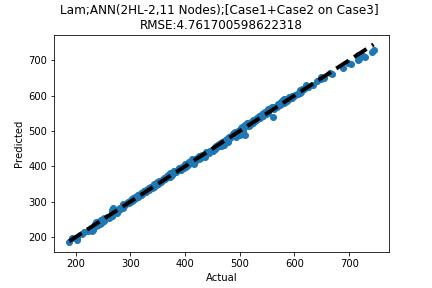 Lam;ANN(2HL-2,11 Nodes);[Case1+Case2 on Case3]
RMSE:4.761700598622318
700
600
500
400
300
200
Predicted
200 300 400 500 600 700
Actual